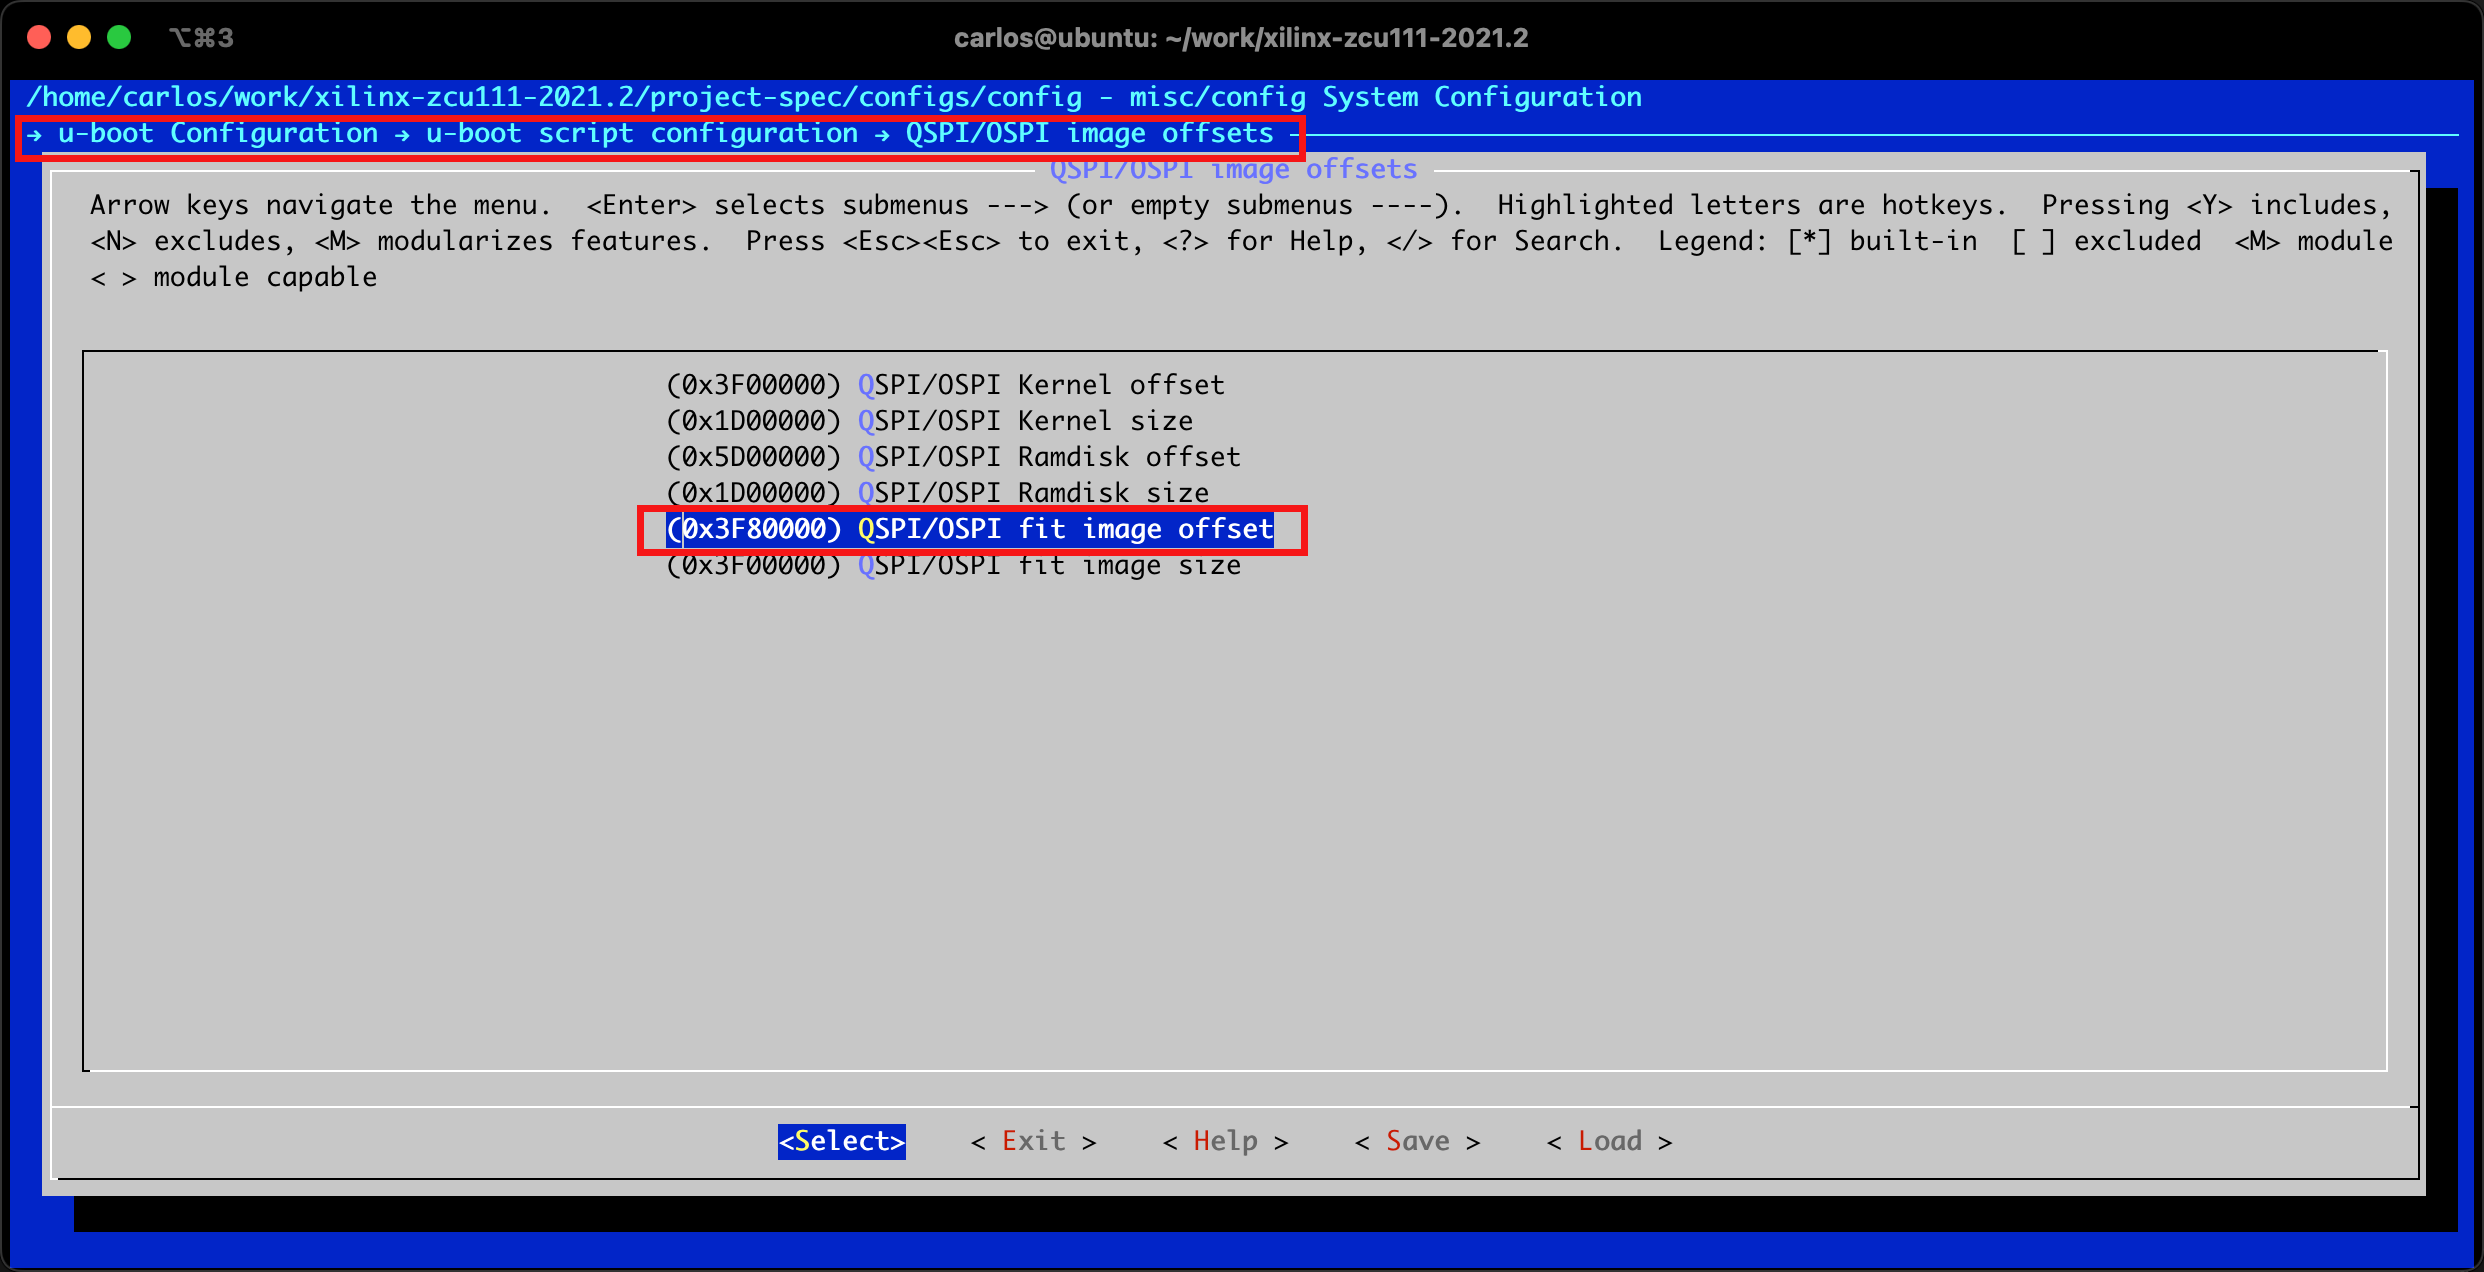 ⌥⌘3
carlos@ubuntu: ~/work/xilinx-zcu111-2021.2
/home/carlos/work/xilinx-zcu111-2021.2/project-spec/configs/config - misc/config System Configuration
→ u-boot Configuration → u-boot script configuration → QSPI/OSPI image offsets
QSPI/OSPI image offsets
Arrow keys navigate the menu.  <Enter> selects submenus ---> (or empty submenus ----).  Highlighted letters are hotkeys.  Pressing <Y> includes,
<N> excludes, <M> modularizes features.  Press <Esc><Esc> to exit, <?> for Help, </> for Search.  Legend: [*] built-in  [ ] excluded  <M> module
< > module capable
(0x3F00000) QSPI/OSPI Kernel offset
(0x1D00000) QSPI/OSPI Kernel size
(0x5D00000) QSPI/OSPI Ramdisk offset
(0x1D00000) QSPI/OSPI Ramdisk size
(0x3F80000) QSPI/OSPI fit image offset
(0x3F00000) QSPI/OSPI fit image size
<Select>    < Exit >    < Help >    < Save >    < Load >